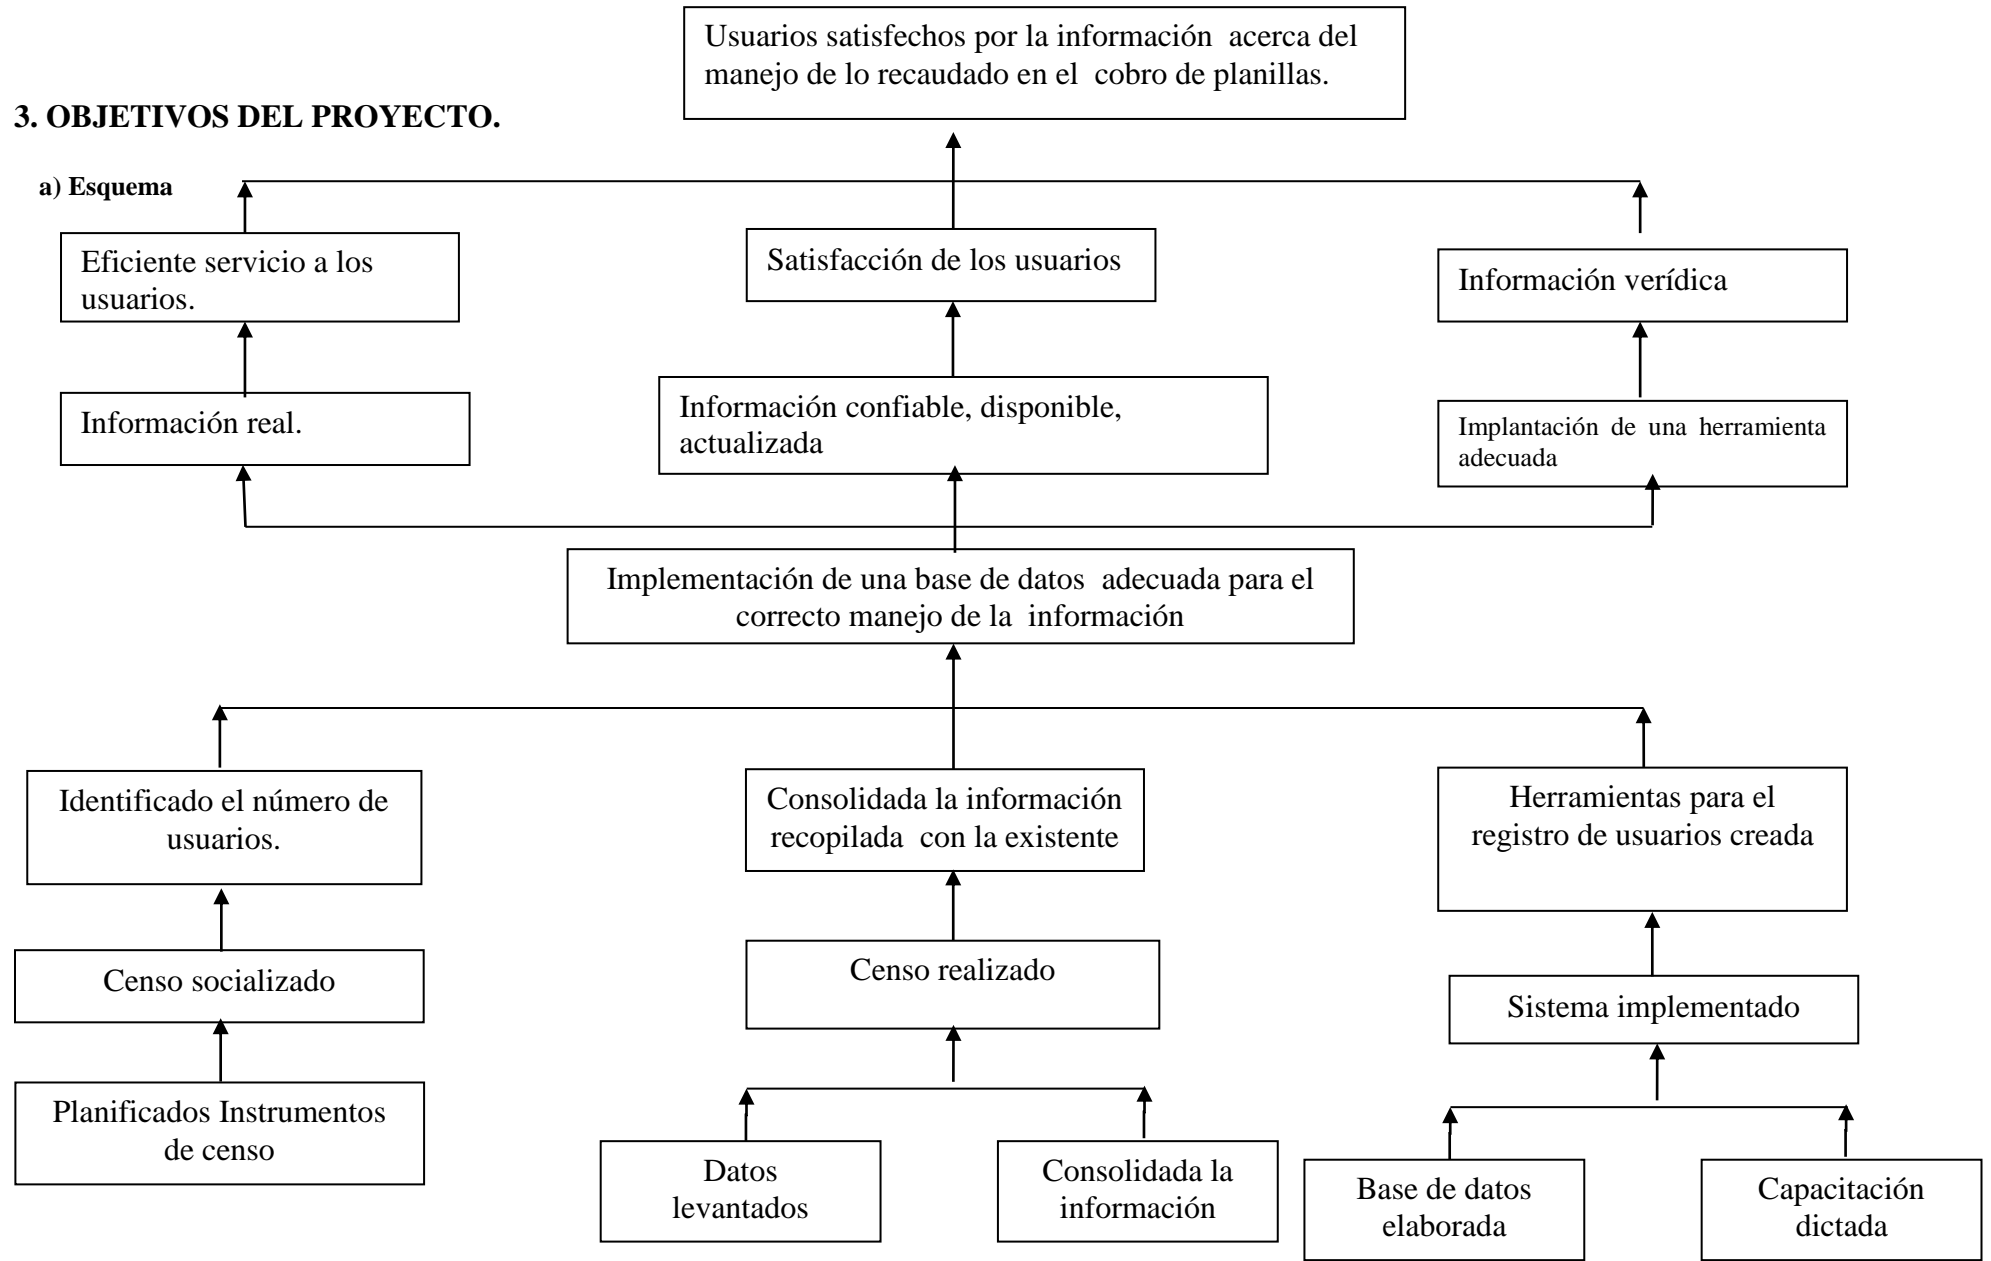 Usuarios satisfechos por la información acerca del
manejo de lo recaudado en el cobro de planillas.
3. OBJETIVOS DEL PROYECTO.
a) Esquema
Eficiente servicio a los
usuarios.
Satisfacción de los usuarios
Información verídica
Información real.
Información confiable, disponible,
actualizada
Implantación de una herramienta
adecuada
Implementación de una base de datos adecuada para el
correcto manejo de la información
Identificado el número de
usuarios.
Consolidada la información
recopilada con la existente
Herramientas para el
registro de usuarios creada
Censo socializado
Censo realizado
Sistema implementado
Planificados Instrumentos
de censo
Datos
levantados
Consolidada la
información
Base de datos
elaborada
Capacitación
dictada